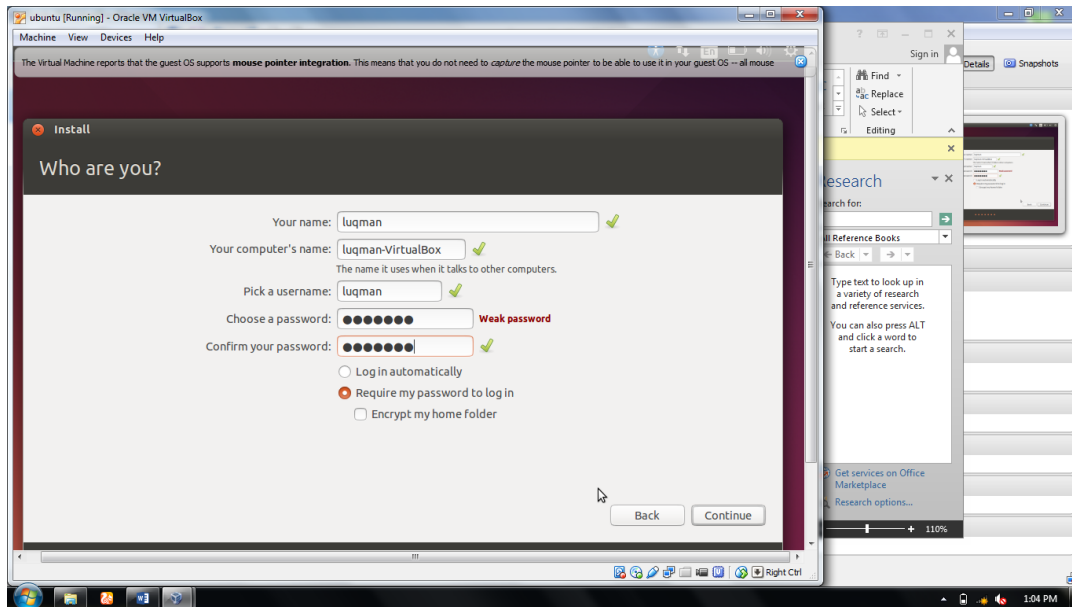 ubuntu [Running] - Oracle VM VirtualBox
Machine View Devices Help
The Virtual Machine reports that the guest OS supports mouse pointer integration. This means that you do not need to capture the mouse pointer to be able to use it in your guest OS -- all mouse
En
Install
Who are you?
Your name: luqman
Your computer's name: luqman-VirtualBox
The name it uses when it talks to other computers.
Pick a username: luqman
Choose a password: ●●●●●●● Weak password
Confirm your password: ●●●●●●●
Log in automatically
Require my password to log in
Encrypt my home folder
Back Continue
Right Ctrl
Sign in
Find
Replace
Select
Editing
esearch
earch for:
ll Reference Books
Back
Type text to look up in
a variety of research
and reference services.
You can also press ALT
and click a word to
start a search.
Get services on Office
Marketplace
Research options...
110%
Details Snapshots
1:04 PM